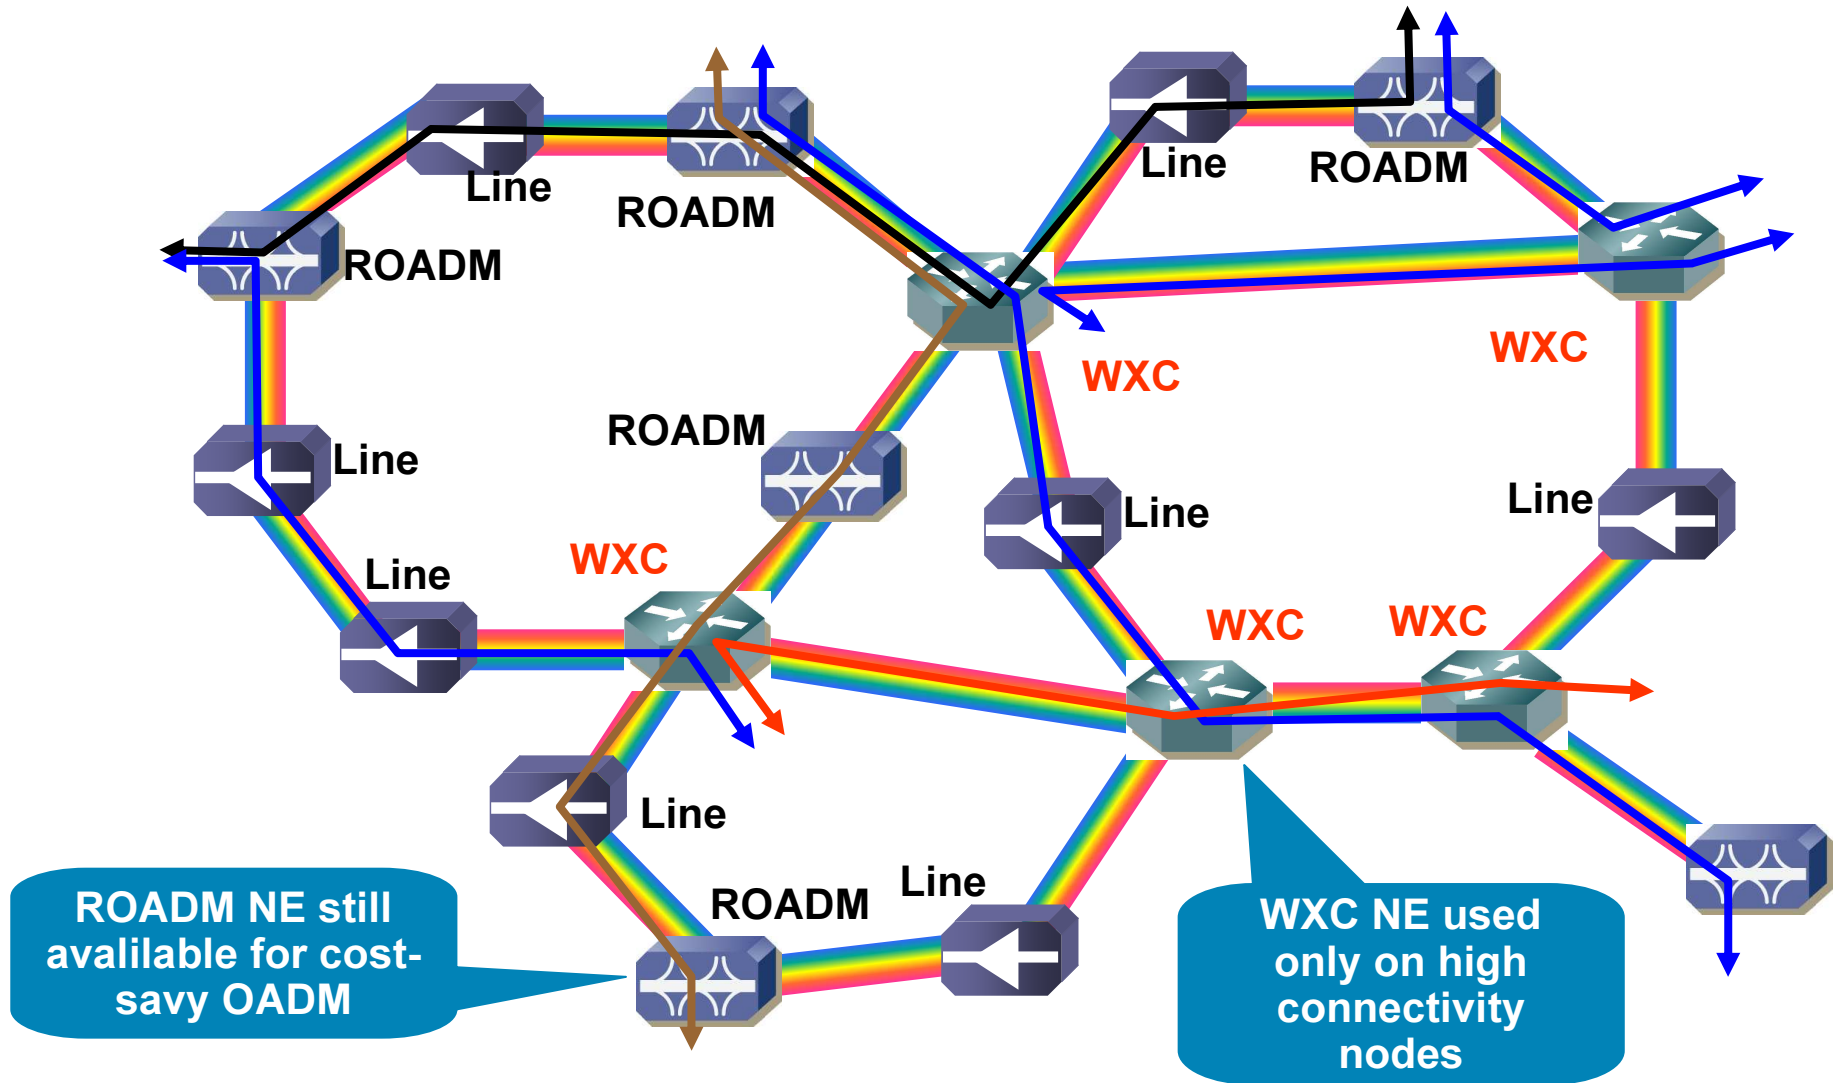 Line
ROADM
Line
ROADM
ROADM
WXC
WXC
ROADM
Line
Line
Line
WXC
Line
WXC
WXC
Line
ROADM
Line
ROADM NE still
avalilable for cost-
savy OADM
WXC NE used
only on high
connectivity
nodes